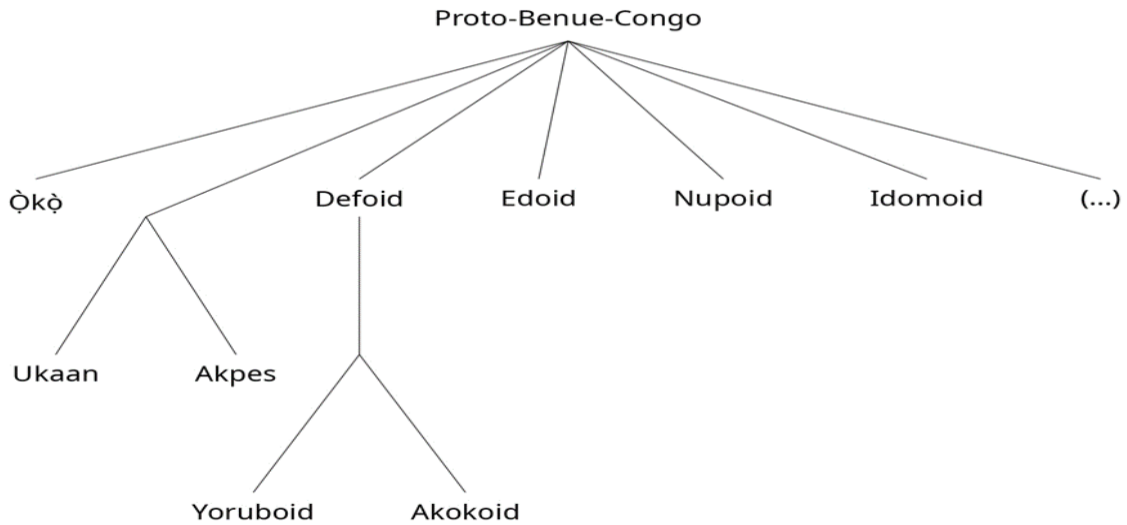 Proto-Benue-Congo
Ọ̀kọ̀ Defoid Edoid Nupoid Idomoid (...)
Ukaan Akpes
Yoruboid Akokoid